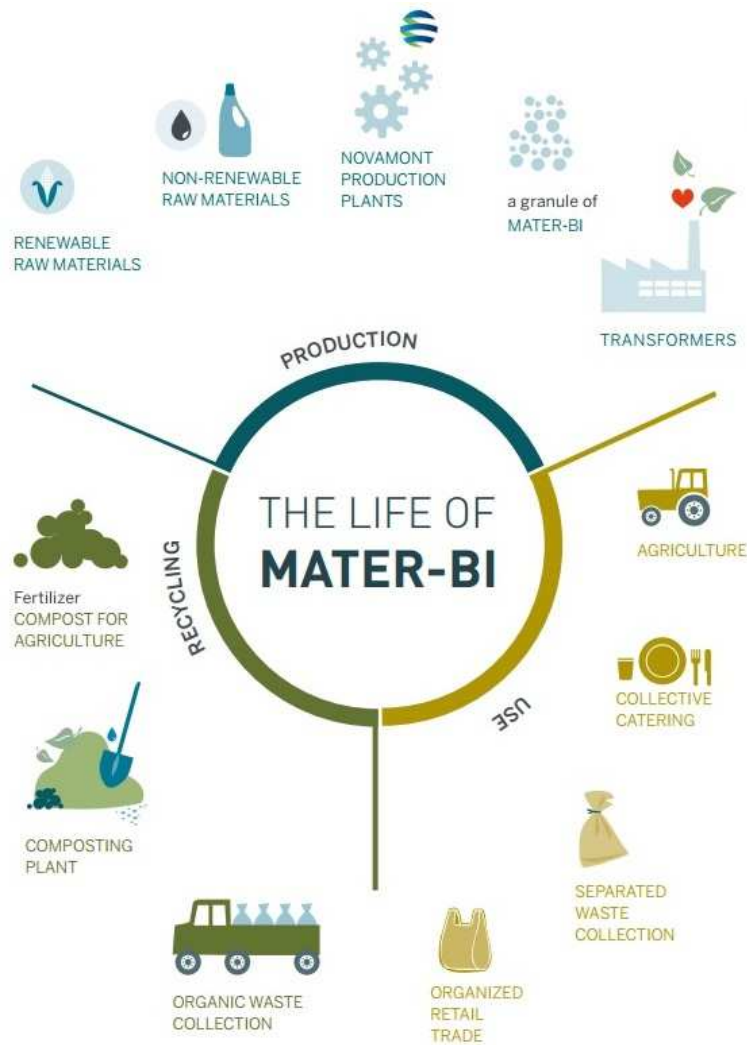 RENEWABLE
RAW MATERIALS
NON-RENEWABLE
RAW MATERIALS
NOVAMONT
PRODUCTION
PLANTS
a granule of
MATER-BI
TRANSFORMERS
PRODUCTION
THE LIFE OF
MATER-BI
AGRICULTURE
COLLECTIVE
CATERING
USE
SEPARATED
WASTE
COLLECTION
ORGANIZED
RETAIL
TRADE
ORGANIC WASTE
COLLECTION
COMPOSTING
PLANT
Fertilizer
COMPOST FOR
AGRICULTURE
RECYCLING